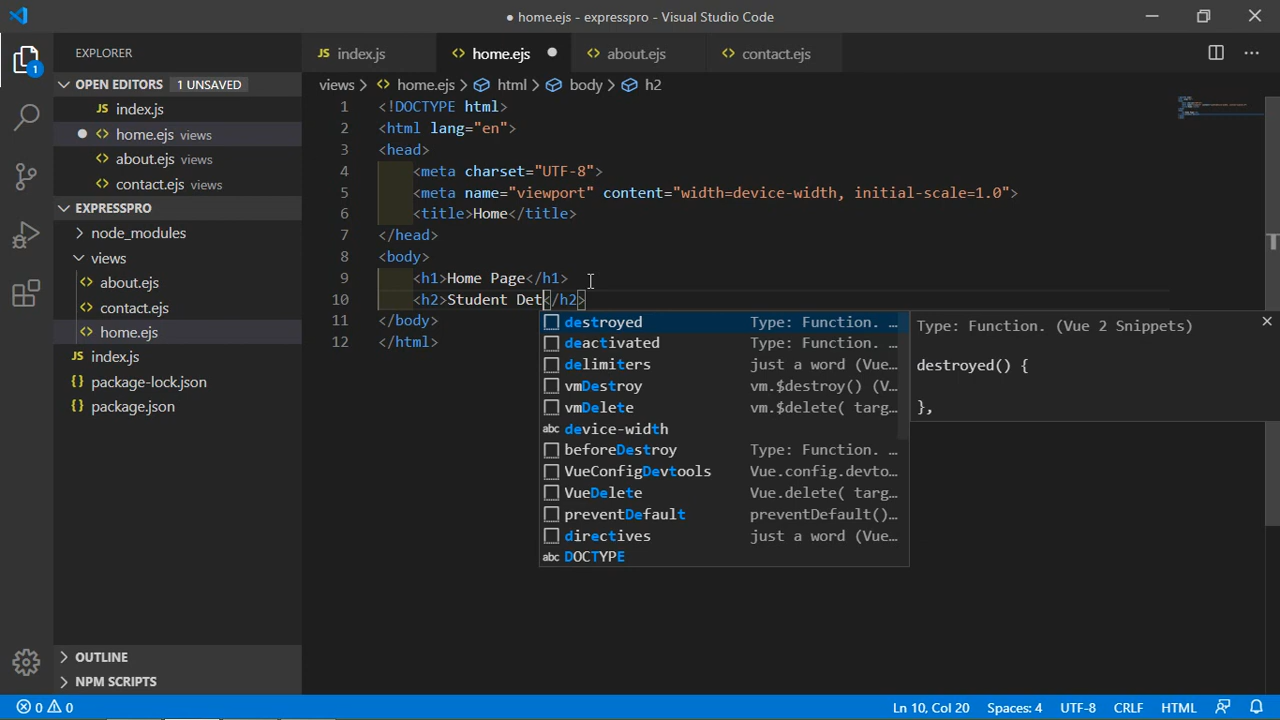 ● home.ejs - expresspro - Visual Studio Code
EXPLORER
OPEN EDITORS 1 UNSAVED
JS index.js
home.ejs views
about.ejs views
contact.ejs views
EXPRESSPRO
node_modules
views
about.ejs
contact.ejs
home.ejs
JS index.js
{} package-lock.json
{} package.json
OUTLINE
NPM SCRIPTS
1
JS index.js
home.ejs
about.ejs
contact.ejs
views > home.ejs > html > body > h2
1 <!DOCTYPE html>
2 <html lang="en">
3 <head>
4 <meta charset="UTF-8">
5 <meta name="viewport" content="width=device-width, initial-scale=1.0">
6 <title>Home</title>
7 </head>
8 <body>
9 <h1>Home Page</h1>
10 <h2>Student Det</h2>
11 </body>
12 </html>
destroyed Type: Function. …
deactivated Type: Function. …
delimiters just a word (Vue…
vmDestroy vm.$destroy() (V…
vmDelete vm.$delete( targ…
abc device-width
beforeDestroy Type: Function. …
VueConfigDevtools Vue.config.devto…
VueDelete Vue.delete( targ…
preventDefault preventDefault()…
directives just a word (Vue…
abc DOCTYPE
Type: Function. (Vue 2 Snippets)
destroyed() {
},
0 0
Ln 10, Col 20 Spaces: 4 UTF-8 CRLF HTML